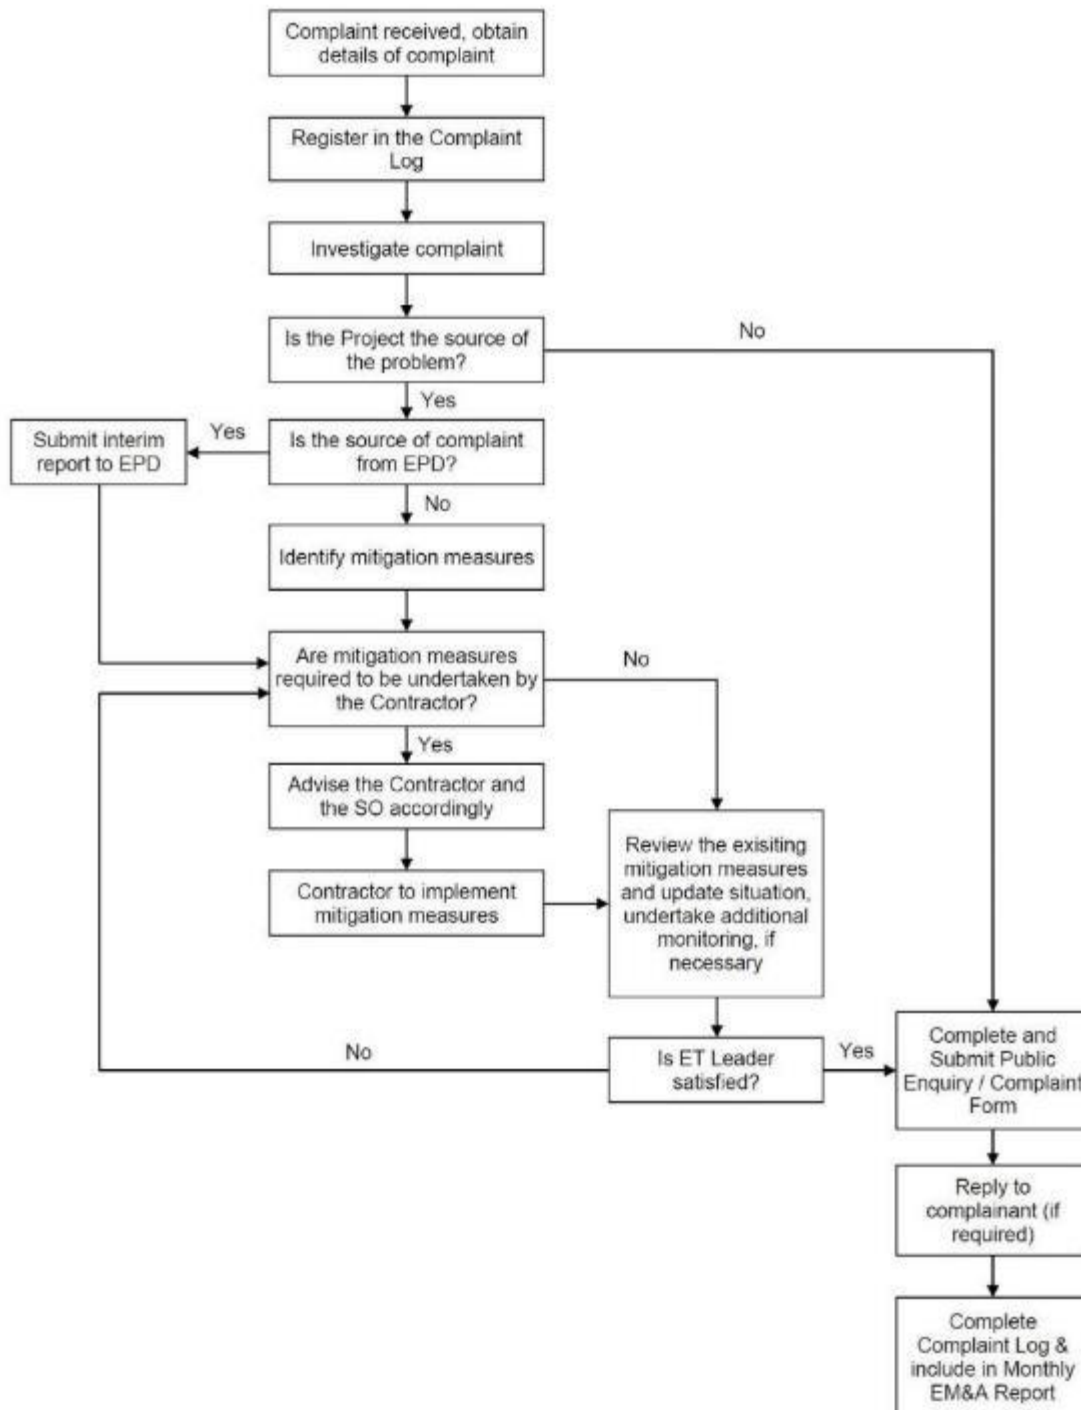 Complaint received, obtain
details of complaint
Register in the Complaint
Log
Investigate complaint
Is the Project the source of
the problem?
No
Yes
Submit interim
report to EPD
Yes
Is the source of complaint
from EPD?
No
Identify mitigation measures
Are mitigation measures
required to be undertaken by
the Contractor?
No
Yes
Advise the Contractor and
the SO accordingly
Review the exisiting
mitigation measures
and update situation,
undertake additional
monitoring, if
necessary
Contractor to implement
mitigation measures
No
Is ET Leader
satisfied?
Yes
Complete and
Submit Public
Enquiry / Complaint
Form
Reply to
complainant (if
required)
Complete
Complaint Log &
include in Monthly
EM&A Report